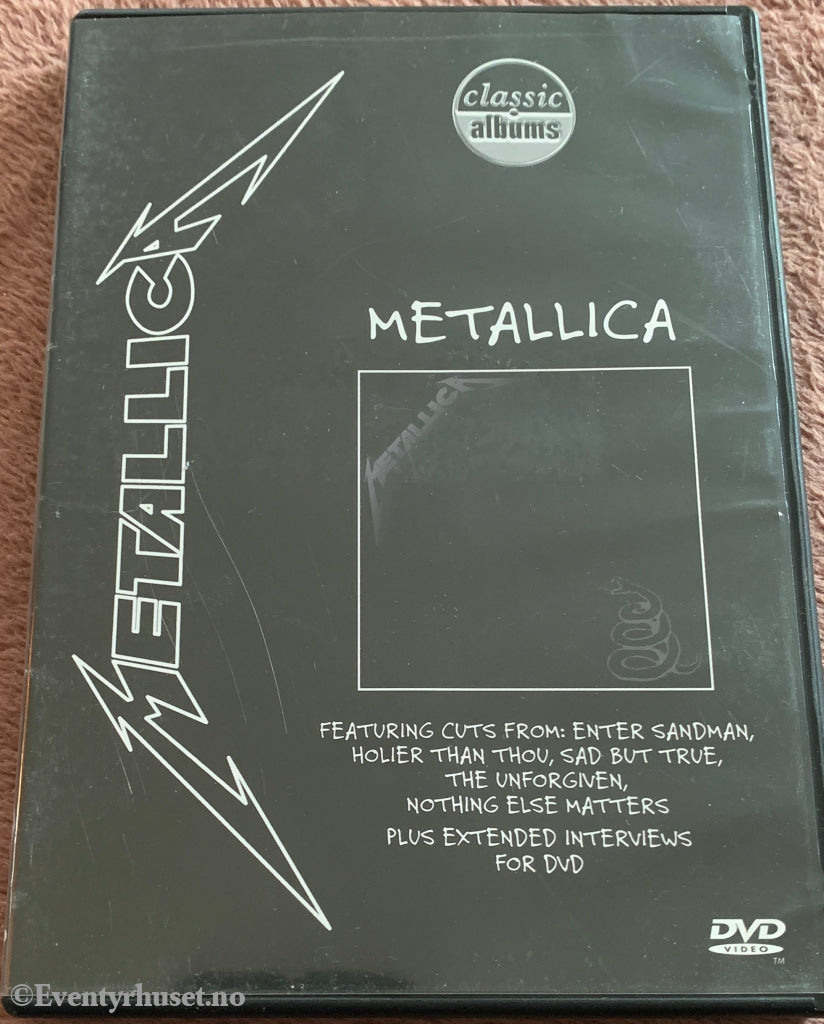 classic
albums
METALLICA
METALLICA
METALLICA
FEATURING CUTS FROM: ENTER SANDMAN,
HOLIER THAN THOU, SAD BUT TRUE,
THE UNFORGIVEN,
NOTHING ELSE MATTERS
PLUS EXTENDED INTERVIEWS
FOR DVD
DVD
VIDEO
TM
©Eventyrhuset.no